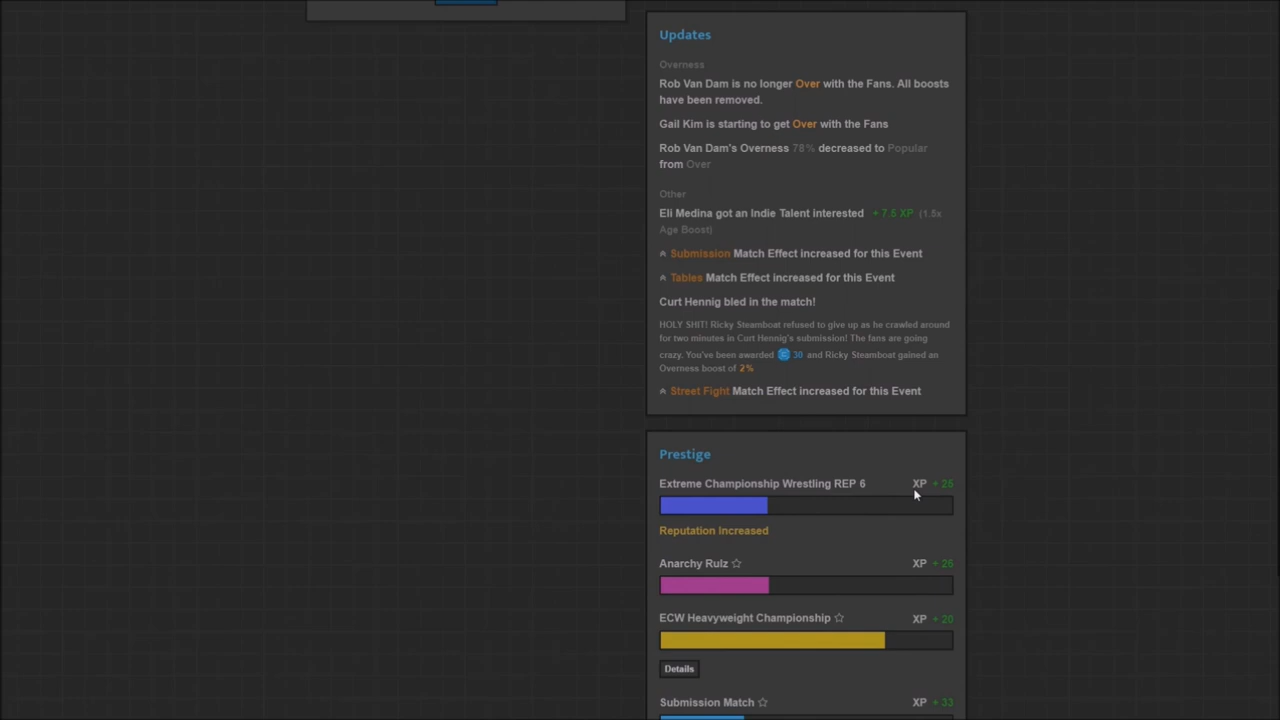 Updates
Overness
Rob Van Dam is no longer Over with the Fans. All boosts
have been removed.
Gail Kim is starting to get Over with the Fans
Rob Van Dam's Overness 78% decreased to Popular
from Over
Other
Eli Medina got an Indie Talent interested + 7.5 XP (1.5x
Age Boost)
Submission Match Effect increased for this Event
Tables Match Effect increased for this Event
Curt Hennig bled in the match!
HOLY SHIT! Ricky Steamboat refused to give up as he crawled around
for two minutes in Curt Hennig's submission! The fans are going
crazy. You've been awarded 30 and Ricky Steamboat gained an
Overness boost of 2%
Street Fight Match Effect increased for this Event
Prestige
Extreme Championship Wrestling REP 6 XP + 25
Reputation Increased
Anarchy Rulz XP + 26
ECW Heavyweight Championship XP + 20
Details
Submission Match XP + 33